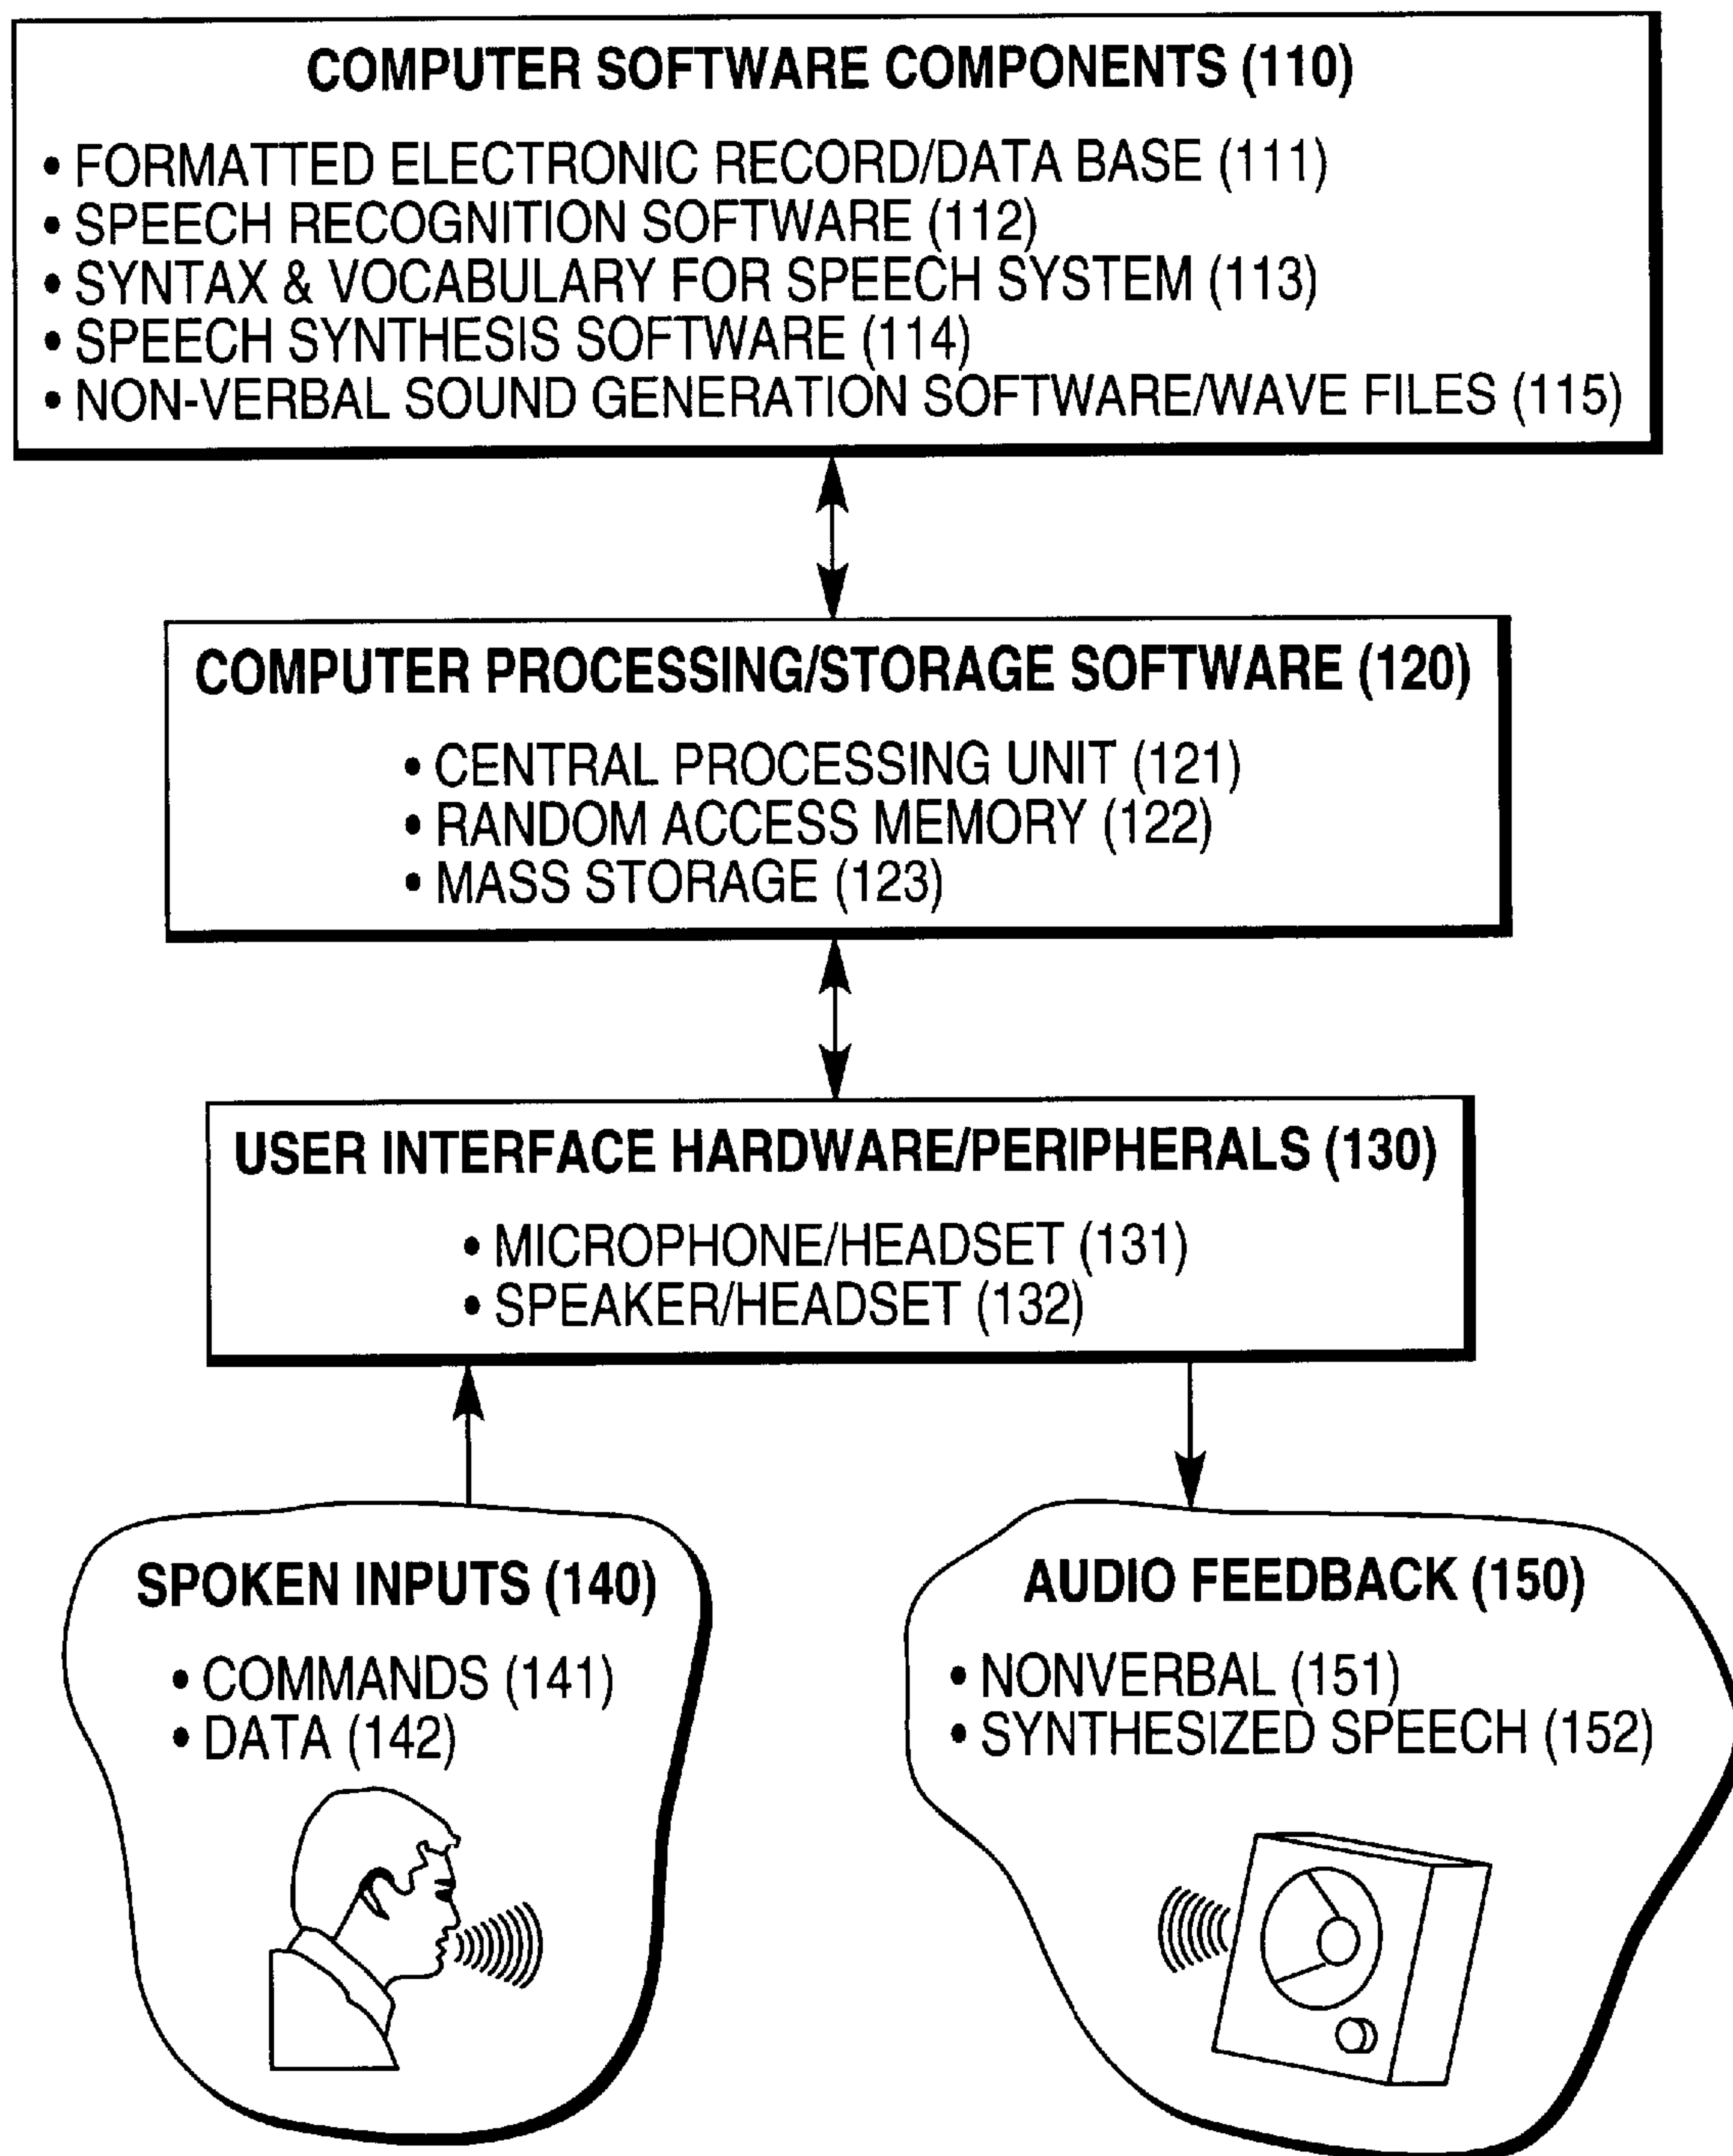 COMPUTER SOFTWARE COMPONENTS (110)
• FORMATTED ELECTRONIC RECORD/DATA BASE (111)
• SPEECH RECOGNITION SOFTWARE (112)
• SYNTAX & VOCABULARY FOR SPEECH SYSTEM (113)
• SPEECH SYNTHESIS SOFTWARE (114)
• NON-VERBAL SOUND GENERATION SOFTWARE/WAVE FILES (115)
COMPUTER PROCESSING/STORAGE SOFTWARE (120)
• CENTRAL PROCESSING UNIT (121)
• RANDOM ACCESS MEMORY (122)
• MASS STORAGE (123)
USER INTERFACE HARDWARE/PERIPHERALS (130)
• MICROPHONE/HEADSET (131)
• SPEAKER/HEADSET (132)
SPOKEN INPUTS (140)
• COMMANDS (141)
• DATA (142)
AUDIO FEEDBACK (150)
• NONVERBAL (151)
• SYNTHESIZED SPEECH (152)